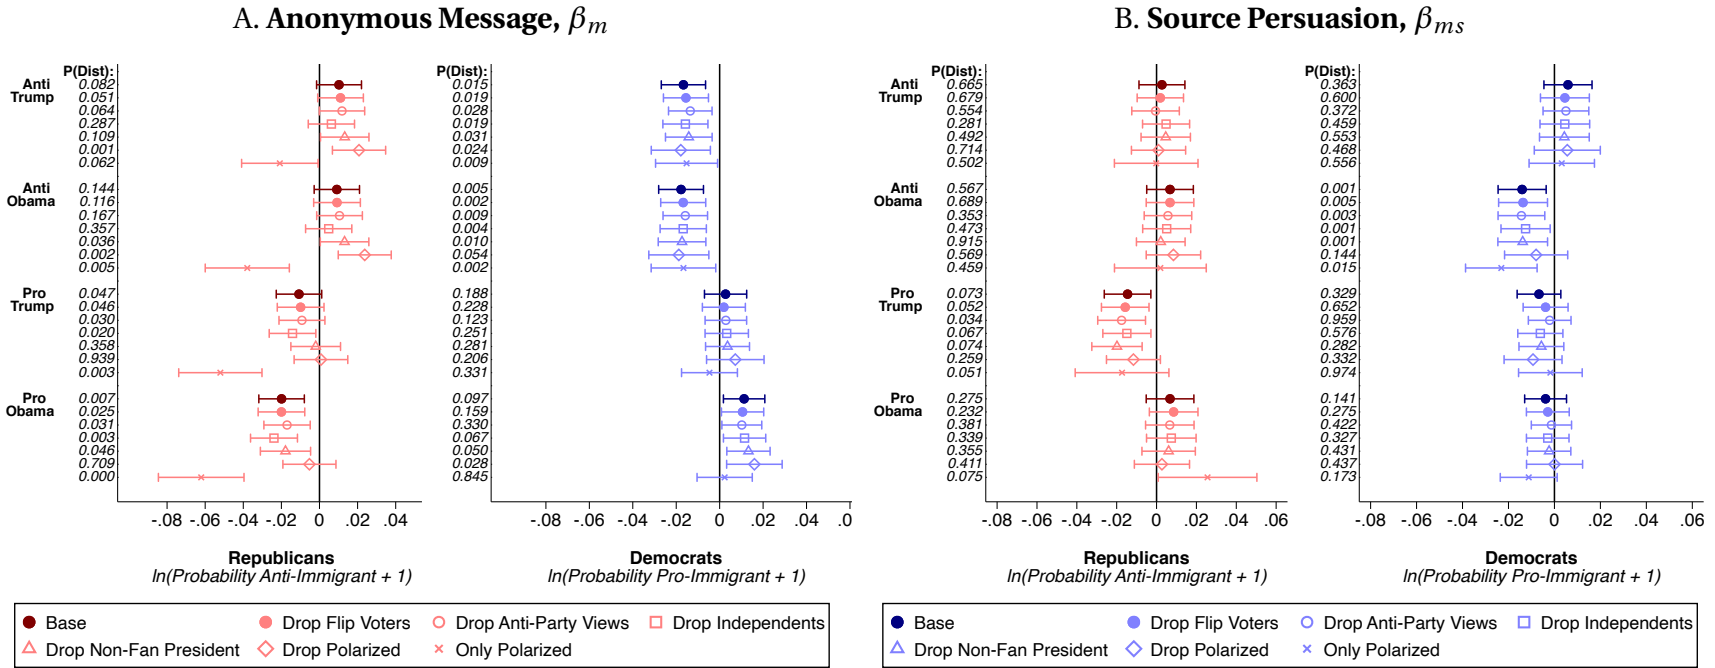 A. Anonymous Message, βm
B. Source Persuasion, βms
P(Dist):
Anti
Trump
0.082
0.051
0.064
0.287
0.109
0.001
0.062
Anti
Obama
0.144
0.116
0.167
0.357
0.036
0.002
0.005
Pro
Trump
0.047
0.046
0.030
0.020
0.358
0.939
0.003
Pro
Obama
0.007
0.025
0.031
0.003
0.046
0.709
0.000
-.08 -.06 -.04 -.02 0 .02 .04
Republicans
ln(Probability Anti-Immigrant + 1)
P(Dist):
0.015
0.019
0.028
0.019
0.031
0.024
0.009
0.005
0.002
0.009
0.004
0.010
0.054
0.002
0.188
0.228
0.123
0.251
0.281
0.206
0.331
0.097
0.159
0.330
0.067
0.050
0.028
0.845
-.08 -.06 -.04 -.02 0 .02 .04 .0
Democrats
ln(Probability Pro-Immigrant + 1)
Base Drop Flip Voters Drop Anti-Party Views Drop Independents
Drop Non-Fan President Drop Polarized Only Polarized
P(Dist):
Anti
Trump
0.665
0.679
0.554
0.281
0.492
0.714
0.502
Anti
Obama
0.567
0.689
0.353
0.473
0.915
0.569
0.459
Pro
Trump
0.073
0.052
0.034
0.067
0.074
0.259
0.051
Pro
Obama
0.275
0.232
0.381
0.339
0.355
0.411
0.075
-.08 -.06 -.04 -.02 0 .02 .04 .06
Republicans
ln(Probability Anti-Immigrant + 1)
P(Dist):
0.363
0.600
0.372
0.459
0.553
0.468
0.556
0.001
0.005
0.003
0.001
0.001
0.144
0.015
0.329
0.652
0.959
0.576
0.282
0.332
0.974
0.141
0.275
0.422
0.327
0.431
0.437
0.173
-.08 -.06 -.04 -.02 0 .02 .04 .06
Democrats
ln(Probability Pro-Immigrant + 1)
Base Drop Flip Voters Drop Anti-Party Views Drop Independents
Drop Non-Fan President Drop Polarized Only Polarized